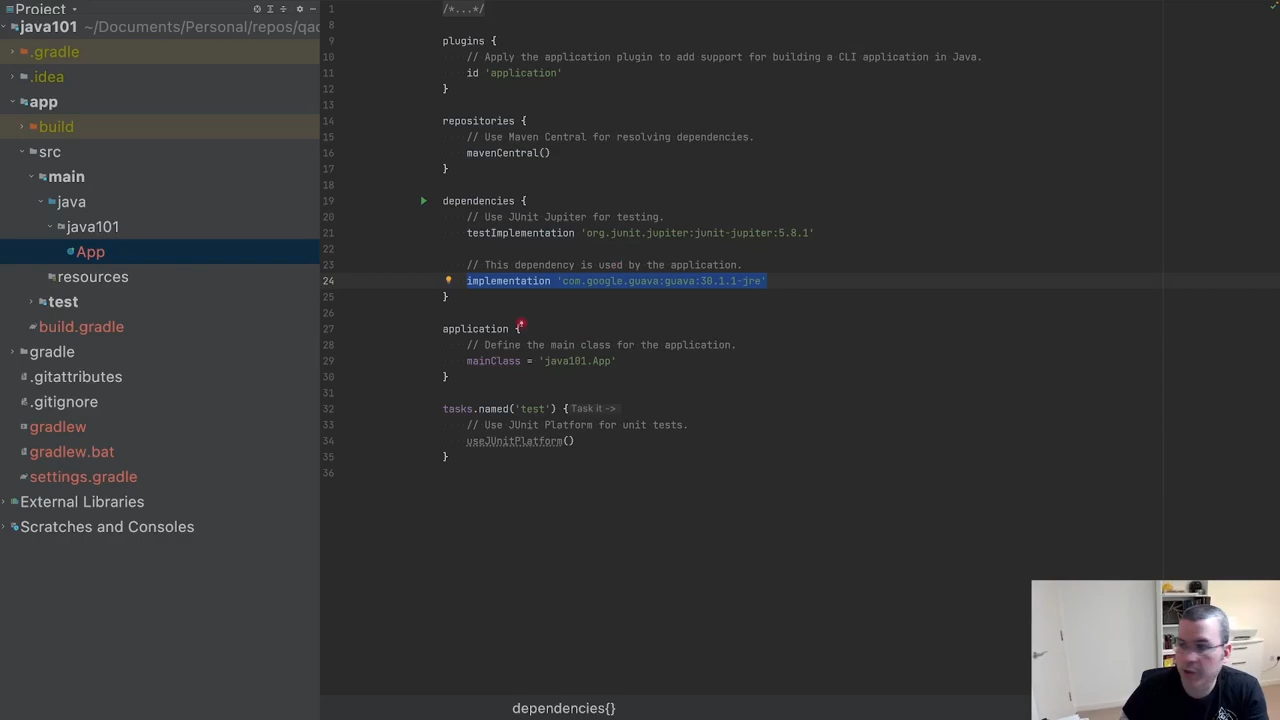 Project
java101 ~/Documents/Personal/repos/qac
.gradle
.idea
app
build
src
main
java
java101
App
resources
test
build.gradle
gradle
.gitattributes
.gitignore
gradlew
gradlew.bat
settings.gradle
External Libraries
Scratches and Consoles
1 /*...*/
8
9 plugins {
10 // Apply the application plugin to add support for building a CLI application in Java.
11 id 'application'
12 }
13
14 repositories {
15 // Use Maven Central for resolving dependencies.
16 mavenCentral()
17 }
18
19 dependencies {
20 // Use JUnit Jupiter for testing.
21 testImplementation 'org.junit.jupiter:junit-jupiter:5.8.1'
22
23 // This dependency is used by the application.
24 implementation 'com.google.guava:guava:30.1.1-jre'
25 }
26
27 application {
28 // Define the main class for the application.
29 mainClass = 'java101.App'
30 }
31
32 tasks.named('test') { Task it ->
33 // Use JUnit Platform for unit tests.
34 useJUnitPlatform()
35 }
36
dependencies{}